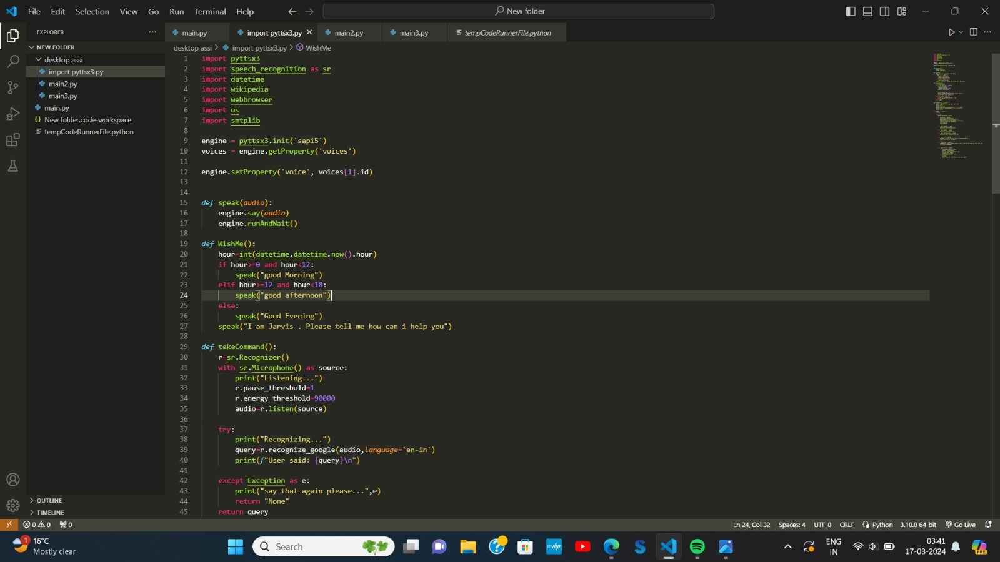 File Edit Selection View Go Run Terminal Help
New folder
EXPLORER
main.py
import pyttsx3.py
main2.py
main3.py
tempCodeRunnerFile.python
NEW FOLDER
desktop assi
import pyttsx3.py
main2.py
main3.py
main.py
New folder.code-workspace
tempCodeRunnerFile.python
OUTLINE
TIMELINE
desktop assi > import pyttsx3.py > WishMe
1 import pyttsx3
2 import speech_recognition as sr
3 import datetime
4 import wikipedia
5 import webbrowser
6 import os
7 import smtplib
8
9 engine = pyttsx3.init('sapi5')
10 voices = engine.getProperty('voices')
11
12 engine.setProperty('voice', voices[1].id)
13
14
15 def speak(audio):
16 engine.say(audio)
17 engine.runAndWait()
18
19 def WishMe():
20 hour=int(datetime.datetime.now().hour)
21 if hour>=0 and hour<12:
22 speak("good Morning")
23 elif hour>=12 and hour<18:
24 speak("good afternoon")
25 else:
26 speak("Good Evening")
27 speak("I am Jarvis . Please tell me how can i help you")
28
29 def takeCommand():
30 r=sr.Recognizer()
31 with sr.Microphone() as source:
32 print("Listening...")
33 r.pause_threshold=1
34 r.energy_threshold=90000
35 audio=r.listen(source)
36
37 try:
38 print("Recognizing...")
39 query=r.recognize_google(audio,language='en-in')
40 print(f"User said: {query}\n")
41
42 except Exception as e:
43 print("say that again please...",e)
44 return "None"
45 return query
0 0 0
Ln 24, Col 32 Spaces: 4 UTF-8 CRLF Python 3.10.8 64-bit Go Live
1
16°C
Mostly clear
Search
myhp
PRE
ENG
IN
03:41
17-03-2024